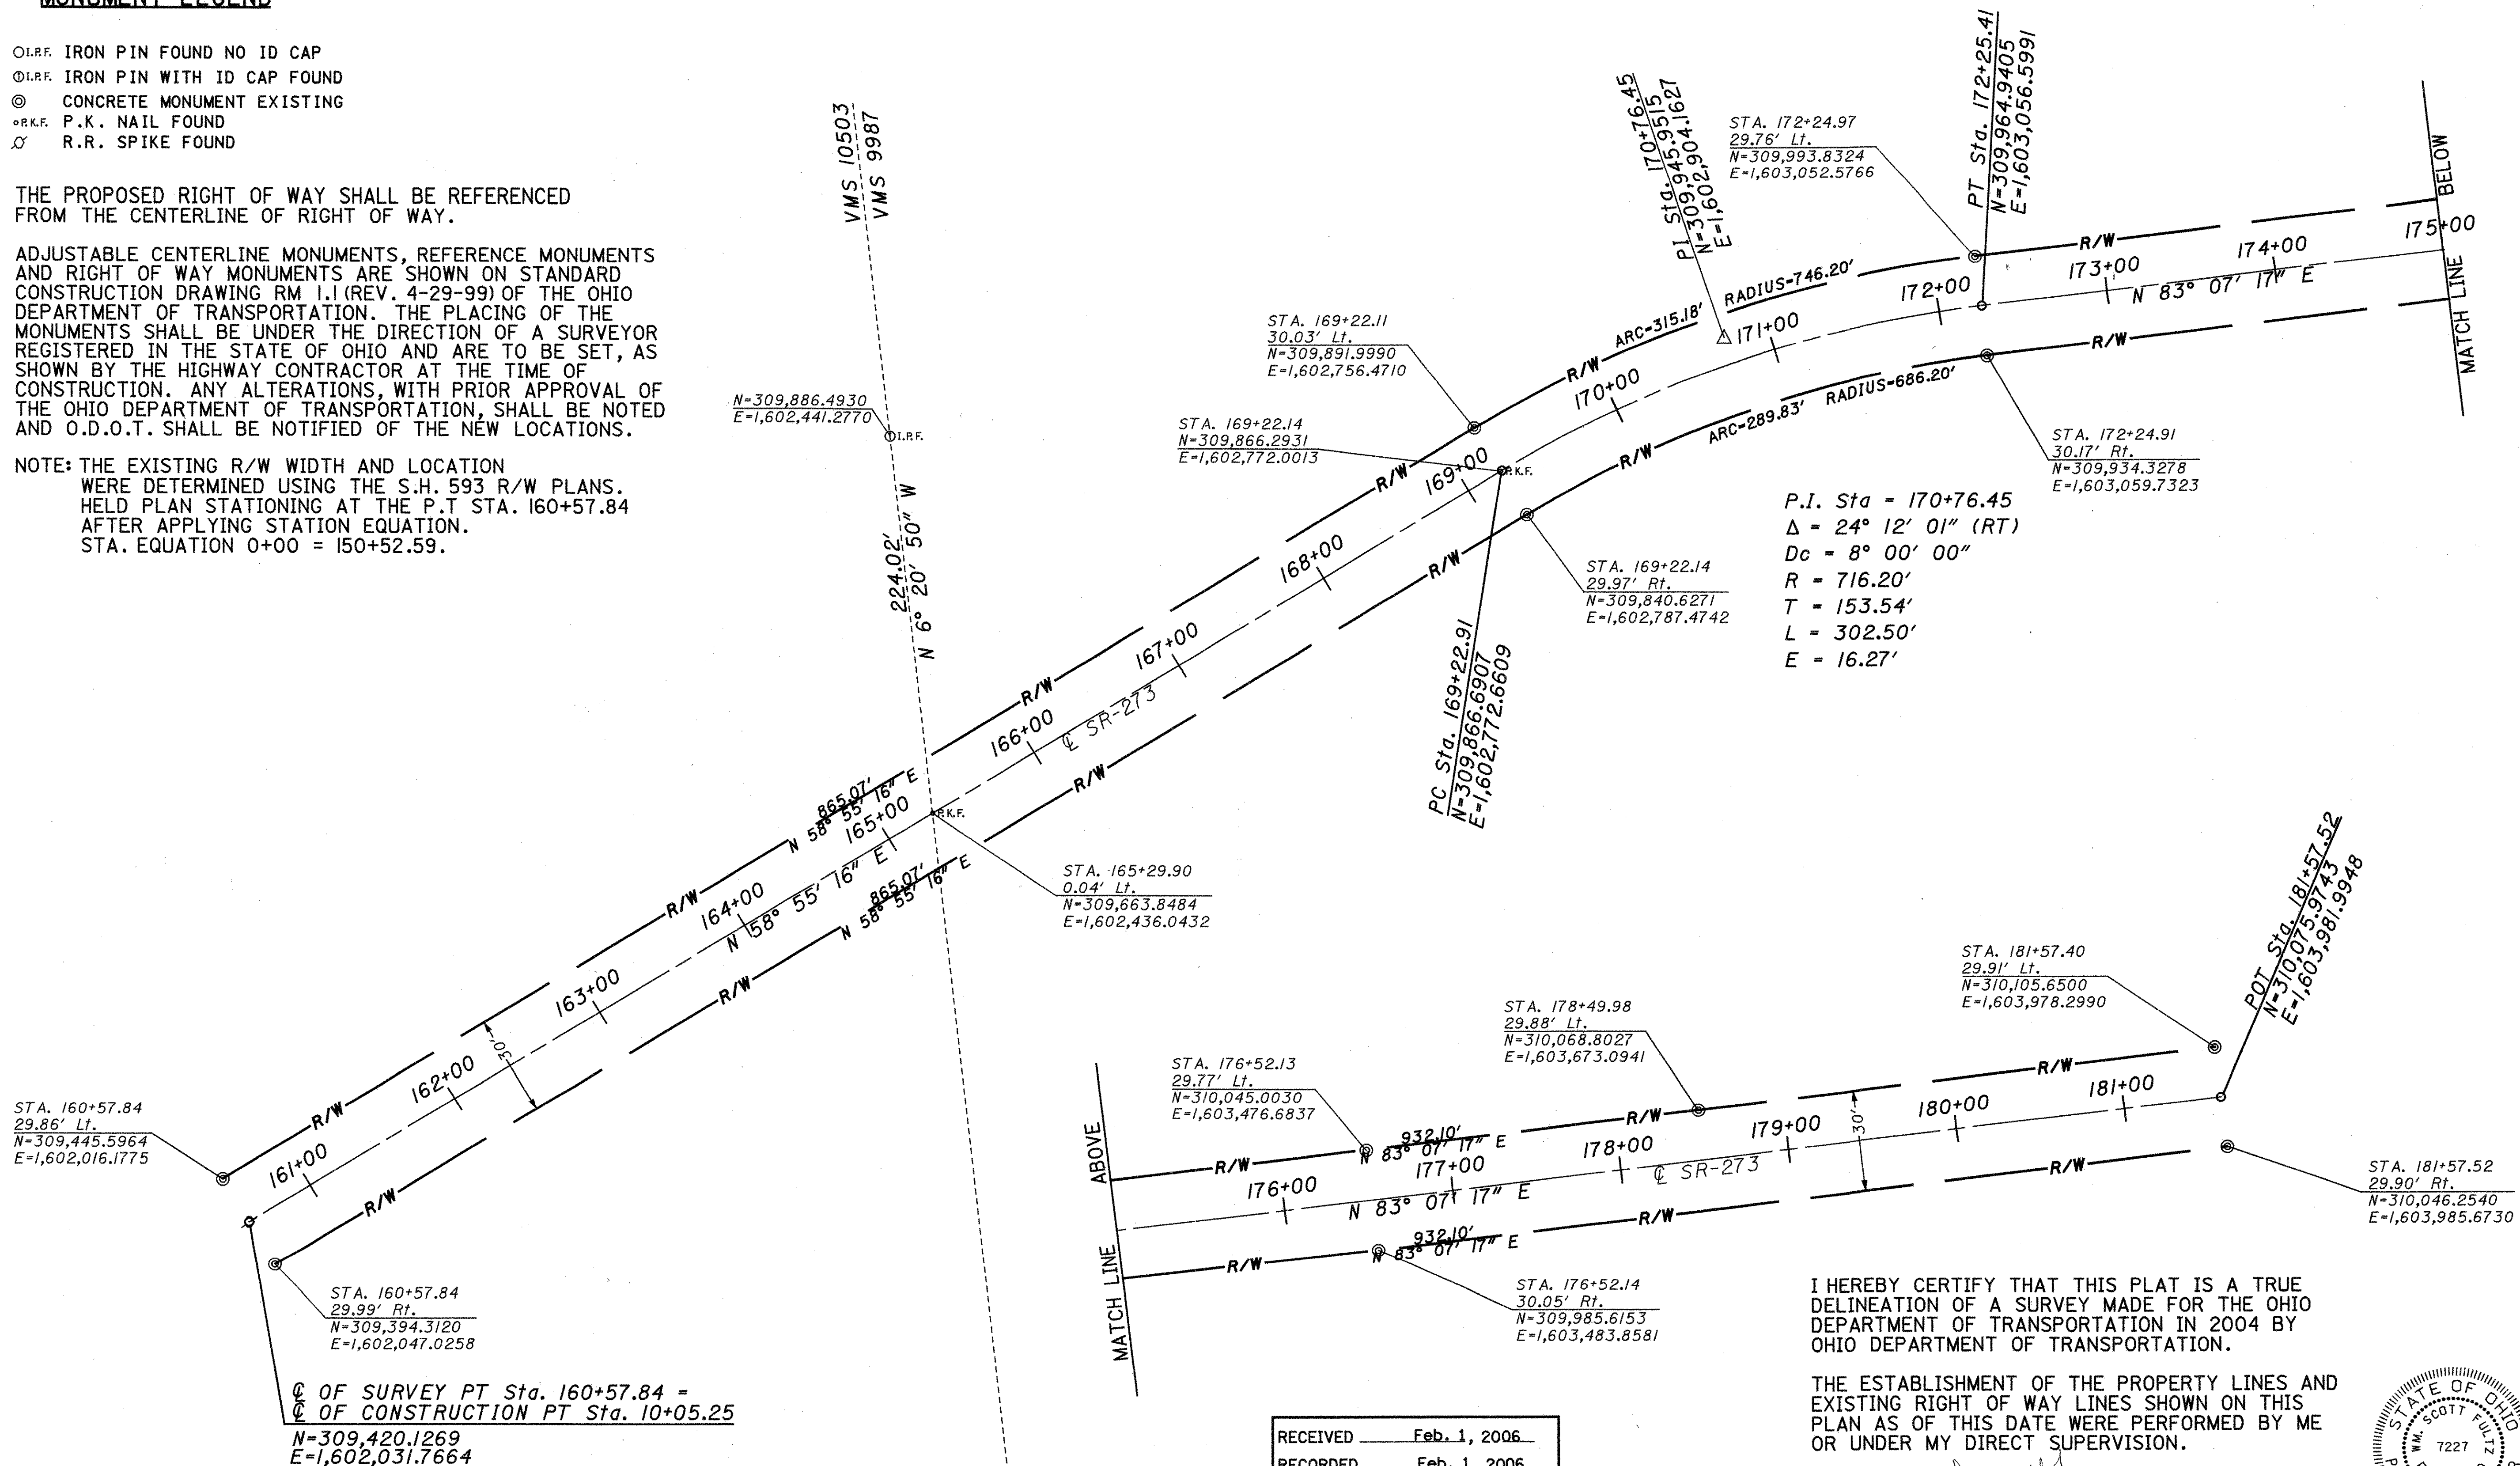 MONUMENT LEGEND
I.P.F. IRON PIN FOUND NO ID CAP
I.P.F. IRON PIN WITH ID CAP FOUND
CONCRETE MONUMENT EXISTING
P.K.F. P.K. NAIL FOUND
R.R. SPIKE FOUND
THE PROPOSED RIGHT OF WAY SHALL BE REFERENCED
FROM THE CENTERLINE OF RIGHT OF WAY.
ADJUSTABLE CENTERLINE MONUMENTS, REFERENCE MONUMENTS
AND RIGHT OF WAY MONUMENTS ARE SHOWN ON STANDARD
CONSTRUCTION DRAWING RM 1.1 (REV. 4-29-99) OF THE OHIO
DEPARTMENT OF TRANSPORTATION. THE PLACING OF THE
MONUMENTS SHALL BE UNDER THE DIRECTION OF A SURVEYOR
REGISTERED IN THE STATE OF OHIO AND ARE TO BE SET, AS
SHOWN BY THE HIGHWAY CONTRACTOR AT THE TIME OF
CONSTRUCTION. ANY ALTERATIONS, WITH PRIOR APPROVAL OF
THE OHIO DEPARTMENT OF TRANSPORTATION, SHALL BE NOTED
AND O.D.O.T. SHALL BE NOTIFIED OF THE NEW LOCATIONS.
NOTE: THE EXISTING R/W WIDTH AND LOCATION
WERE DETERMINED USING THE S.H. 593 R/W PLANS.
HELD PLAN STATIONING AT THE P.T STA. 160+57.84
AFTER APPLYING STATION EQUATION.
STA. EQUATION 0+00 = 150+52.59.
VMS 10503
VMS 9987
N=309,886.4930
E=1,602,441.2770
I.P.F.
224.02'
N 6° 20' 50" W
STA. 169+22.11
30.03' Lt.
N=309,891.9990
E=1,602,756.4710
STA. 169+22.14
N=309,866.2931
E=1,602,772.0013
PI Sta. 170+76.45
N=309,945.9515
E=1,602,904.1627
STA. 172+24.97
29.76' Lt.
N=309,993.8324
E=1,603,052.5766
PT Sta. 172+25.41
N=309,964.9405
E=1,603,056.5991
MATCH LINE BELOW
R/W
R/W
R/W
R/W
R/W
R/W
R/W
ARC=315.18' RADIUS=746.20'
ARC=289.83' RADIUS=686.20'
169+00
170+00
171+00
172+00
173+00
174+00
175+00
N 83° 07' 17" E
P.K.F.
STA. 172+24.91
30.17' Rt.
N=309,934.3278
E=1,603,059.7323
P.I. Sta = 170+76.45
Δ = 24° 12' 01" (RT)
Dc = 8° 00' 00"
R = 716.20'
T = 153.54'
L = 302.50'
E = 16.27'
STA. 169+22.14
29.97' Rt.
N=309,840.6271
E=1,602,787.4742
PC Sta. 169+22.91
N=309,866.6907
E=1,602,772.6609
168+00
167+00
166+00
℄ SR-273
R/W
R/W
865.07'
N 58° 55' 16" E
165+00
P.K.F.
N 58° 55' 16" E
865.07'
N 58° 55' 16" E
STA. 165+29.90
0.04' Lt.
N=309,663.8484
E=1,602,436.0432
R/W
R/W
164+00
163+00
162+00
161+00
30'
R/W
R/W
STA. 160+57.84
29.86' Lt.
N=309,445.5964
E=1,602,016.1775
STA. 160+57.84
29.99' Rt.
N=309,394.3120
E=1,602,047.0258
℄ OF SURVEY PT Sta. 160+57.84 =
℄ OF CONSTRUCTION PT Sta. 10+05.25
N=309,420.1269
E=1,602,031.7664
MATCH LINE ABOVE
STA. 176+52.13
29.77' Lt.
N=310,045.0030
E=1,603,476.6837
STA. 178+49.98
29.88' Lt.
N=310,068.8027
E=1,603,673.0941
STA. 181+57.40
29.91' Lt.
N=310,105.6500
E=1,603,978.2990
POT Sta. 181+57.52
N=310,075.9743
E=1,603,981.9948
R/W
R/W
R/W
932.10'
N 83° 07' 17" E
176+00
177+00
178+00
179+00
180+00
181+00
N 83° 07' 17" E
℄ SR-273
30'
R/W
R/W
R/W
932.10'
N 83° 07' 17" E
STA. 176+52.14
30.05' Rt.
N=309,985.6153
E=1,603,483.8581
STA. 181+57.52
29.90' Rt.
N=310,046.2540
E=1,603,985.6730
I HEREBY CERTIFY THAT THIS PLAT IS A TRUE
DELINEATION OF A SURVEY MADE FOR THE OHIO
DEPARTMENT OF TRANSPORTATION IN 2004 BY
OHIO DEPARTMENT OF TRANSPORTATION.
THE ESTABLISHMENT OF THE PROPERTY LINES AND
EXISTING RIGHT OF WAY LINES SHOWN ON THIS
PLAN AS OF THIS DATE WERE PERFORMED BY ME
OR UNDER MY DIRECT SUPERVISION.
STATE OF OHIO
WM. SCOTT FULTZ
7227
RECEIVED Feb. 1, 2006
RECORDED Feb. 1, 2006